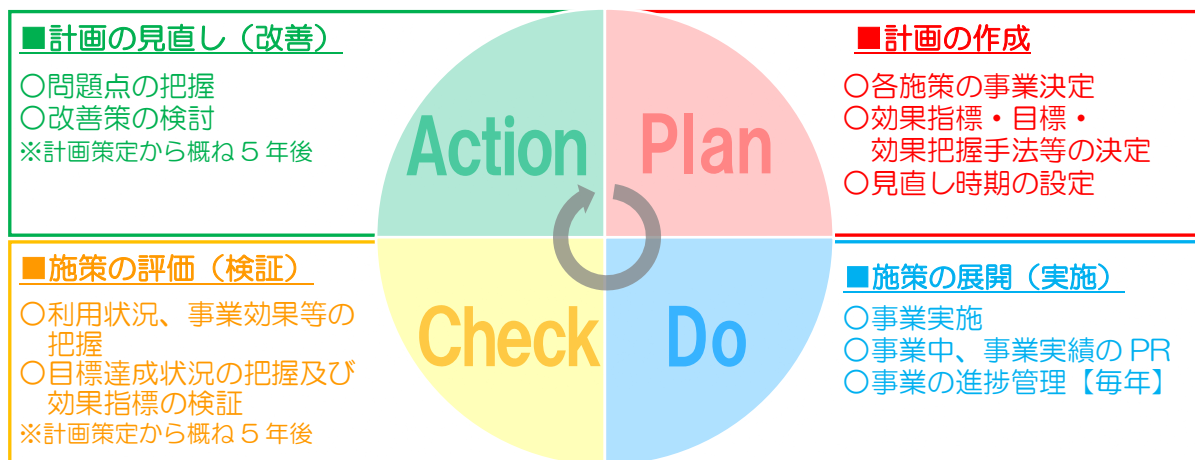 ■計画の見直し（改善）
○問題点の把握
○改善策の検討
※計画策定から概ね５年後
Action
Plan
■計画の作成
○各施策の事業決定
○効果指標・目標・
効果把握手法等の決定
○見直し時期の設定
■施策の評価（検証）
○利用状況、事業効果等の
把握
○目標達成状況の把握及び
効果指標の検証
※計画策定から概ね５年後
Check
Do
■施策の展開（実施）
○事業実施
○事業中、事業実績の PR
○事業の進捗管理【毎年】